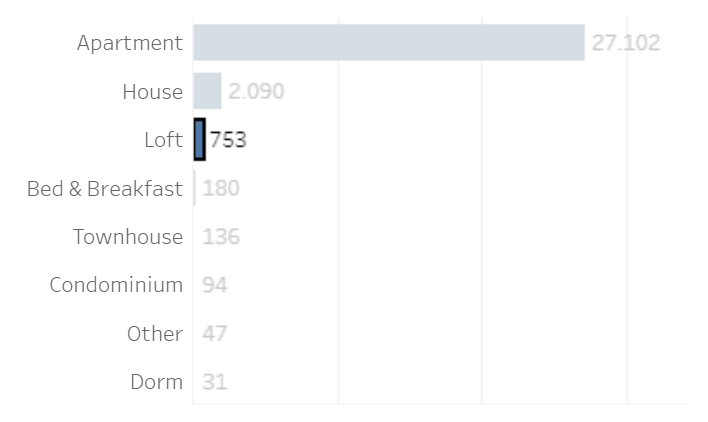 Apartment 27.102
House 2.090
Loft 753
Bed & Breakfast 180
Townhouse 136
Condominium 94
Other 47
Dorm 31